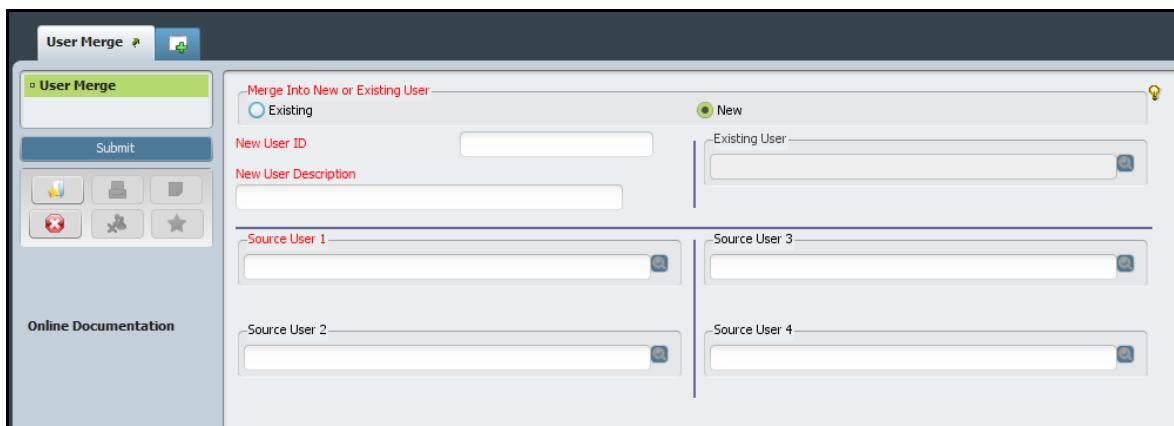 User Merge
User Merge
Submit
Online Documentation
Merge Into New or Existing User
Existing
New
New User ID
Existing User
New User Description
Source User 1
Source User 3
Source User 2
Source User 4